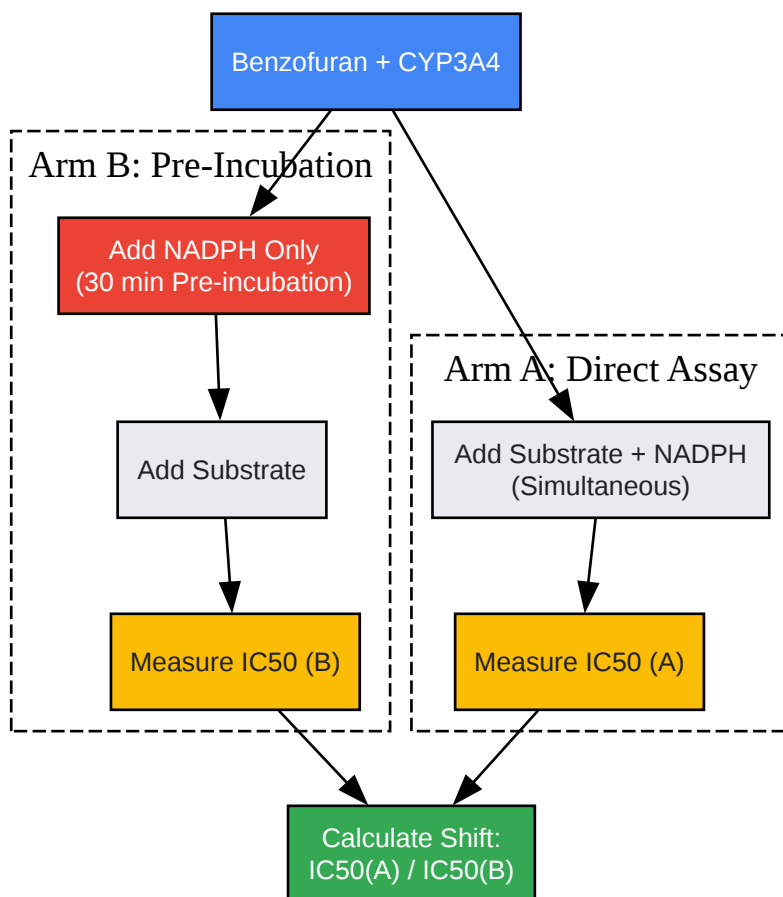 Benzofuran + CYP3A4
Arm B: Pre-Incubation
Add NADPH Only
(30 min Pre-incubation)
Add Substrate
Measure IC50 (B)
Arm A: Direct Assay
Add Substrate + NADPH
(Simultaneous)
Measure IC50 (A)
Calculate Shift:
IC50(A) / IC50(B)